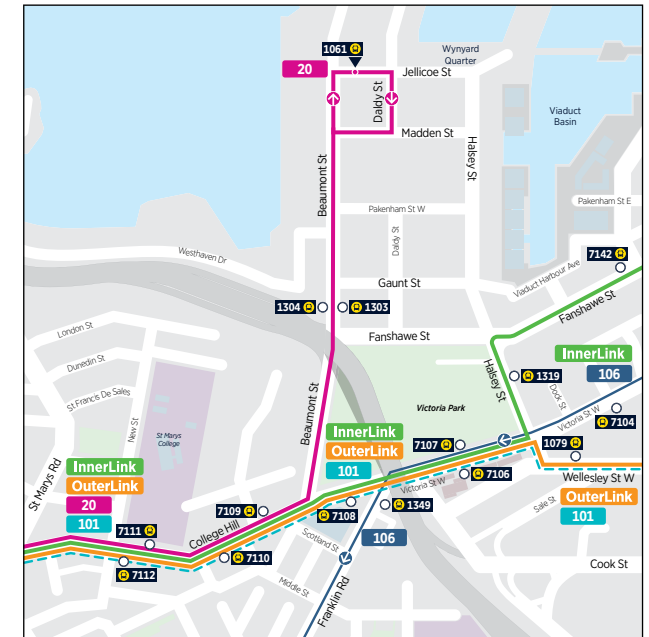 1061
20
Wynyard
Quarter
Jellicoe St
Daldy St
Viaduct
Basin
Madden St
Halsey St
Beaumont St
Pakenham St W
Pakenham St E
Daldy St
Westhaven Dr
7142
Gaunt St
Viaduct Harbour Ave
1304
1303
Fanshawe St
Fanshawe St
London St
Dunedin St
St Francis De Sales
New St
St Marys
College
Beaumont St
Halsey St
InnerLink
106
1319
Dock St
Victoria Park
Victoria St W
7104
InnerLink
OuterLink
101
7107
1079
St Marys Rd
InnerLink
OuterLink
20
101
7106
Wellesley St W
Victoria St W
OuterLink
101
7109
7108
1349
Sale St
7111
College Hill
7110
7112
Scotland St
106
Middle St
Franklin Rd
Cook St